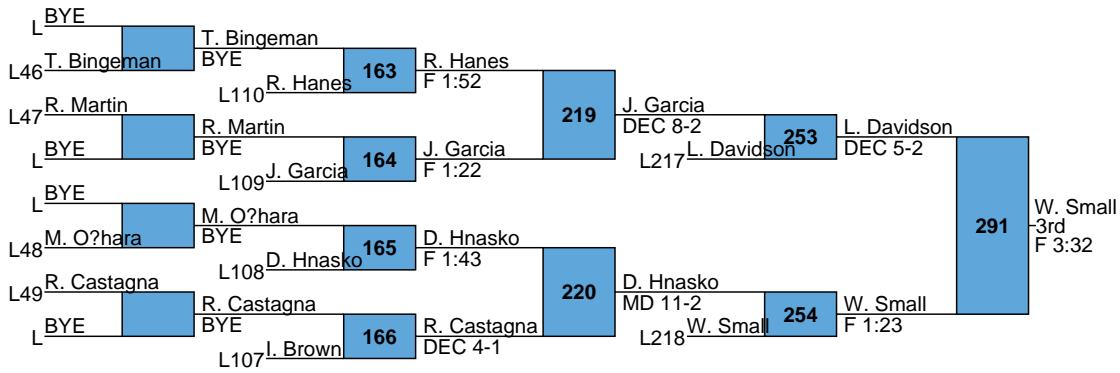 L BYE
L46 T. Bingeman
T. Bingeman
BYE
L110 R. Hanes
163
R. Hanes
F 1:52
L47 R. Martin
L BYE
R. Martin
BYE
L109 J. Garcia
164
J. Garcia
F 1:22
219
J. Garcia
DEC 8-2
L217 L. Davidson
253
L. Davidson
DEC 5-2
L BYE
L48 M. O?hara
M. O?hara
BYE
L108 D. Hnasko
165
D. Hnasko
F 1:43
L49 R. Castagna
L BYE
R. Castagna
BYE
L107 I. Brown
166
R. Castagna
DEC 4-1
220
D. Hnasko
MD 11-2
L218 W. Small
254
W. Small
F 1:23
291
W. Small
3rd
F 3:32